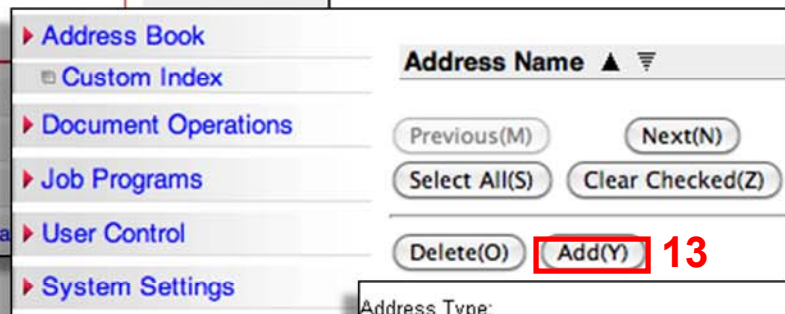 Address Book
Custom Index
Document Operations
Job Programs
User Control
System Settings
Address Name ▲
Previous(M) Next(N)
Select All(S) Clear Checked(Z)
Delete(O) Add(Y) 13
Address Type: